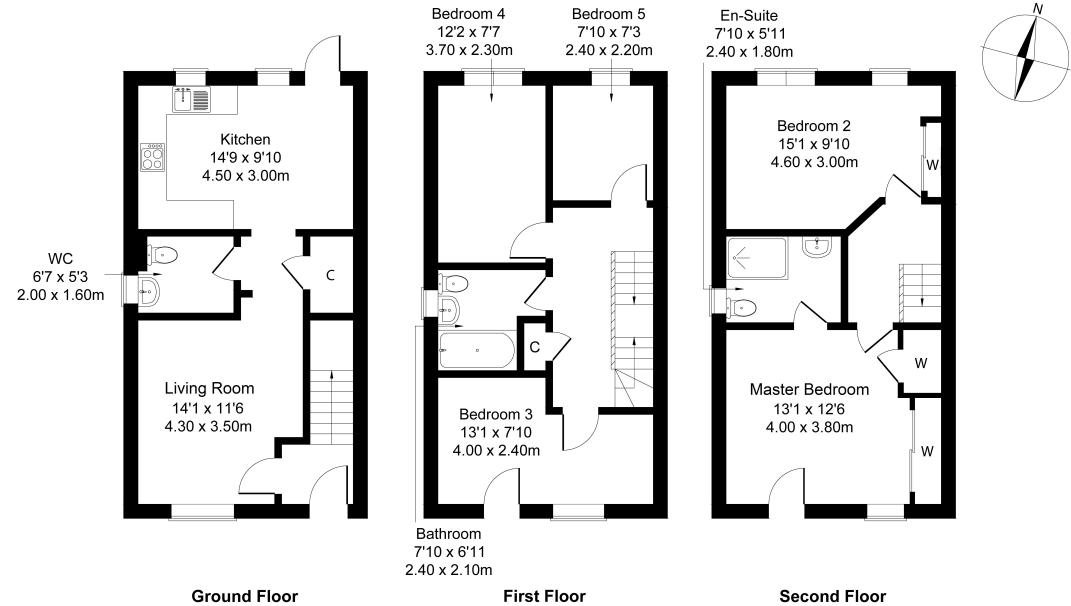 Kitchen
14'9 x 9'10
4.50 x 3.00m
WC
6'7 x 5'3
2.00 x 1.60m
C
Living Room
14'1 x 11'6
4.30 x 3.50m
Ground Floor
Bedroom 4
12'2 x 7'7
3.70 x 2.30m
Bedroom 5
7'10 x 7'3
2.40 x 2.20m
C
Bedroom 3
13'1 x 7'10
4.00 x 2.40m
Bathroom
7'10 x 6'11
2.40 x 2.10m
First Floor
En-Suite
7'10 x 5'11
2.40 x 1.80m
Bedroom 2
15'1 x 9'10
4.60 x 3.00m
W
W
Master Bedroom
13'1 x 12'6
4.00 x 3.80m
W
Second Floor
N